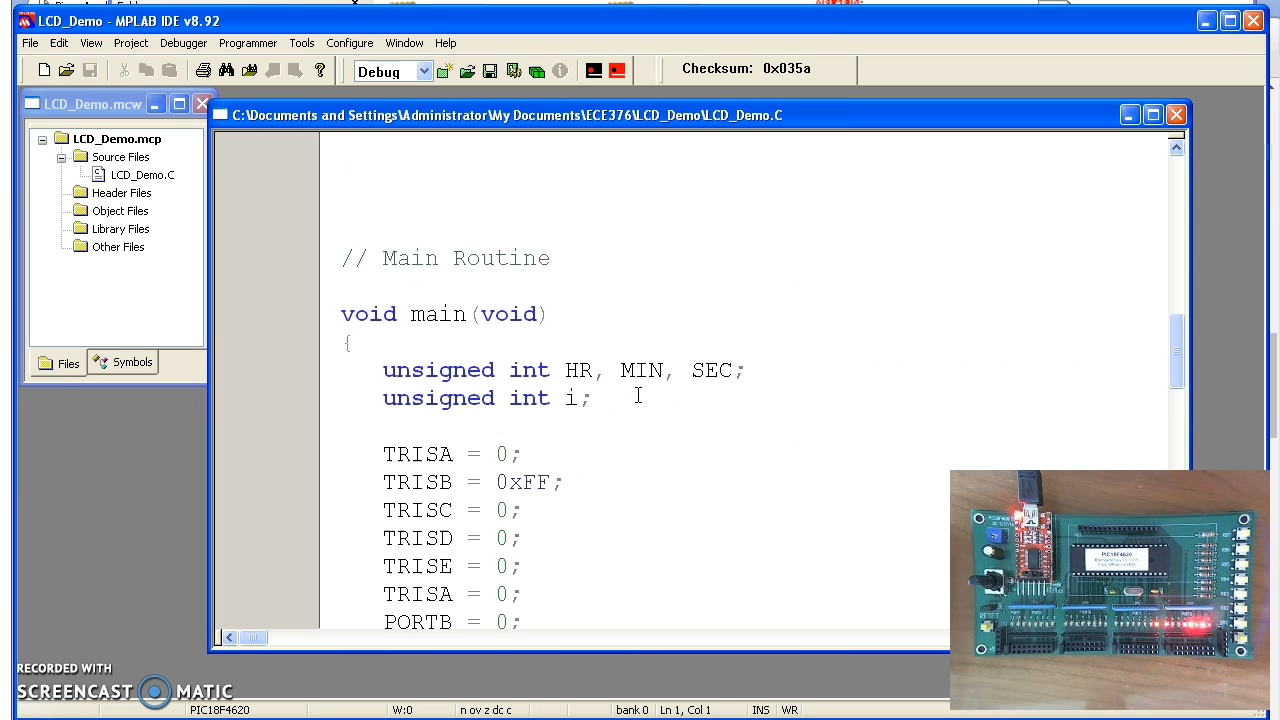 LCD_Demo - MPLAB IDE v8.92
File Edit View Project Debugger Programmer Tools Configure Window Help
Debug
Checksum: 0x035a
LCD_Demo.mcw
LCD_Demo.mcp
Source Files
LCD_Demo.C
Header Files
Object Files
Library Files
Other Files
Files
Symbols
C:\Documents and Settings\Administrator\My Documents\ECE376\LCD_Demo\LCD_Demo.C
// Main Routine
void main(void)
{
unsigned int HR, MIN, SEC;
unsigned int i;
TRISA = 0;
TRISB = 0xFF;
TRISC = 0;
TRISD = 0;
TRISE = 0;
TRISA = 0;
PORTB = 0;
PIC18F4620
RESET
RECORDED WITH
SCREENCAST MATIC
PIC18F4620 W:0 n ov z dc c bank 0 Ln 1, Col 1 INS WR